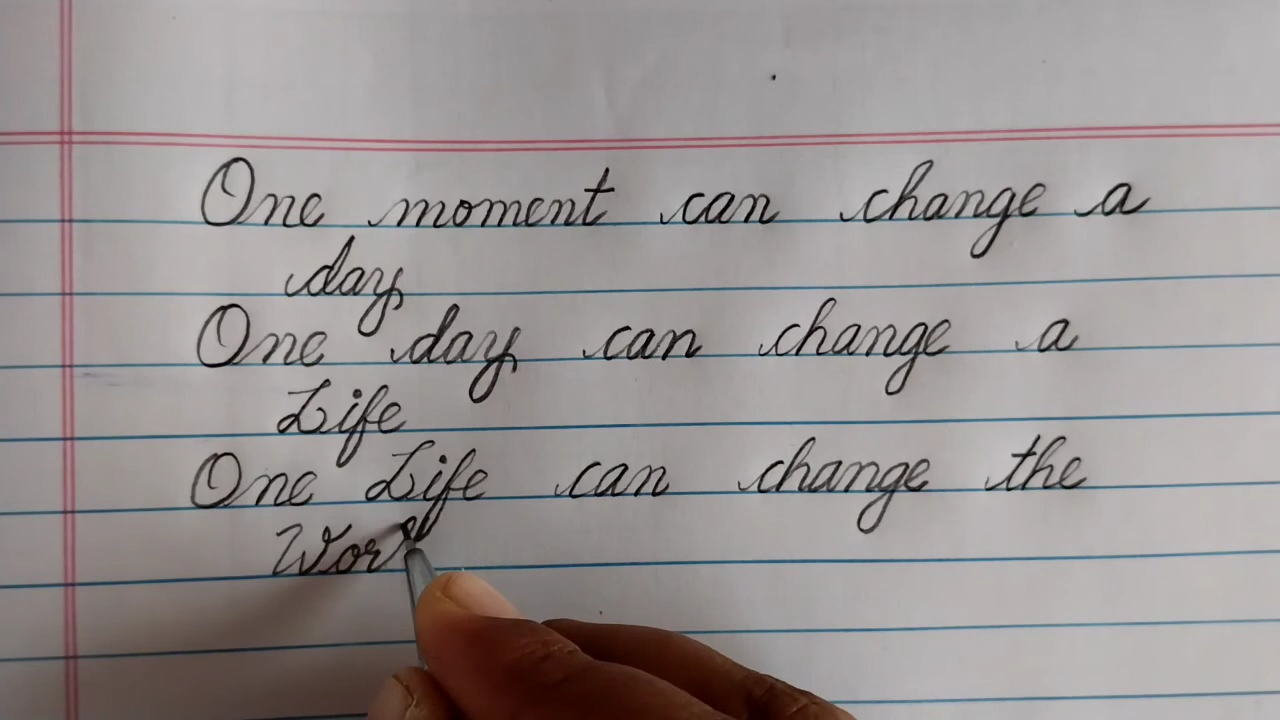 One moment can change a
day
One day can change a
Life
One Life can change the
Wor